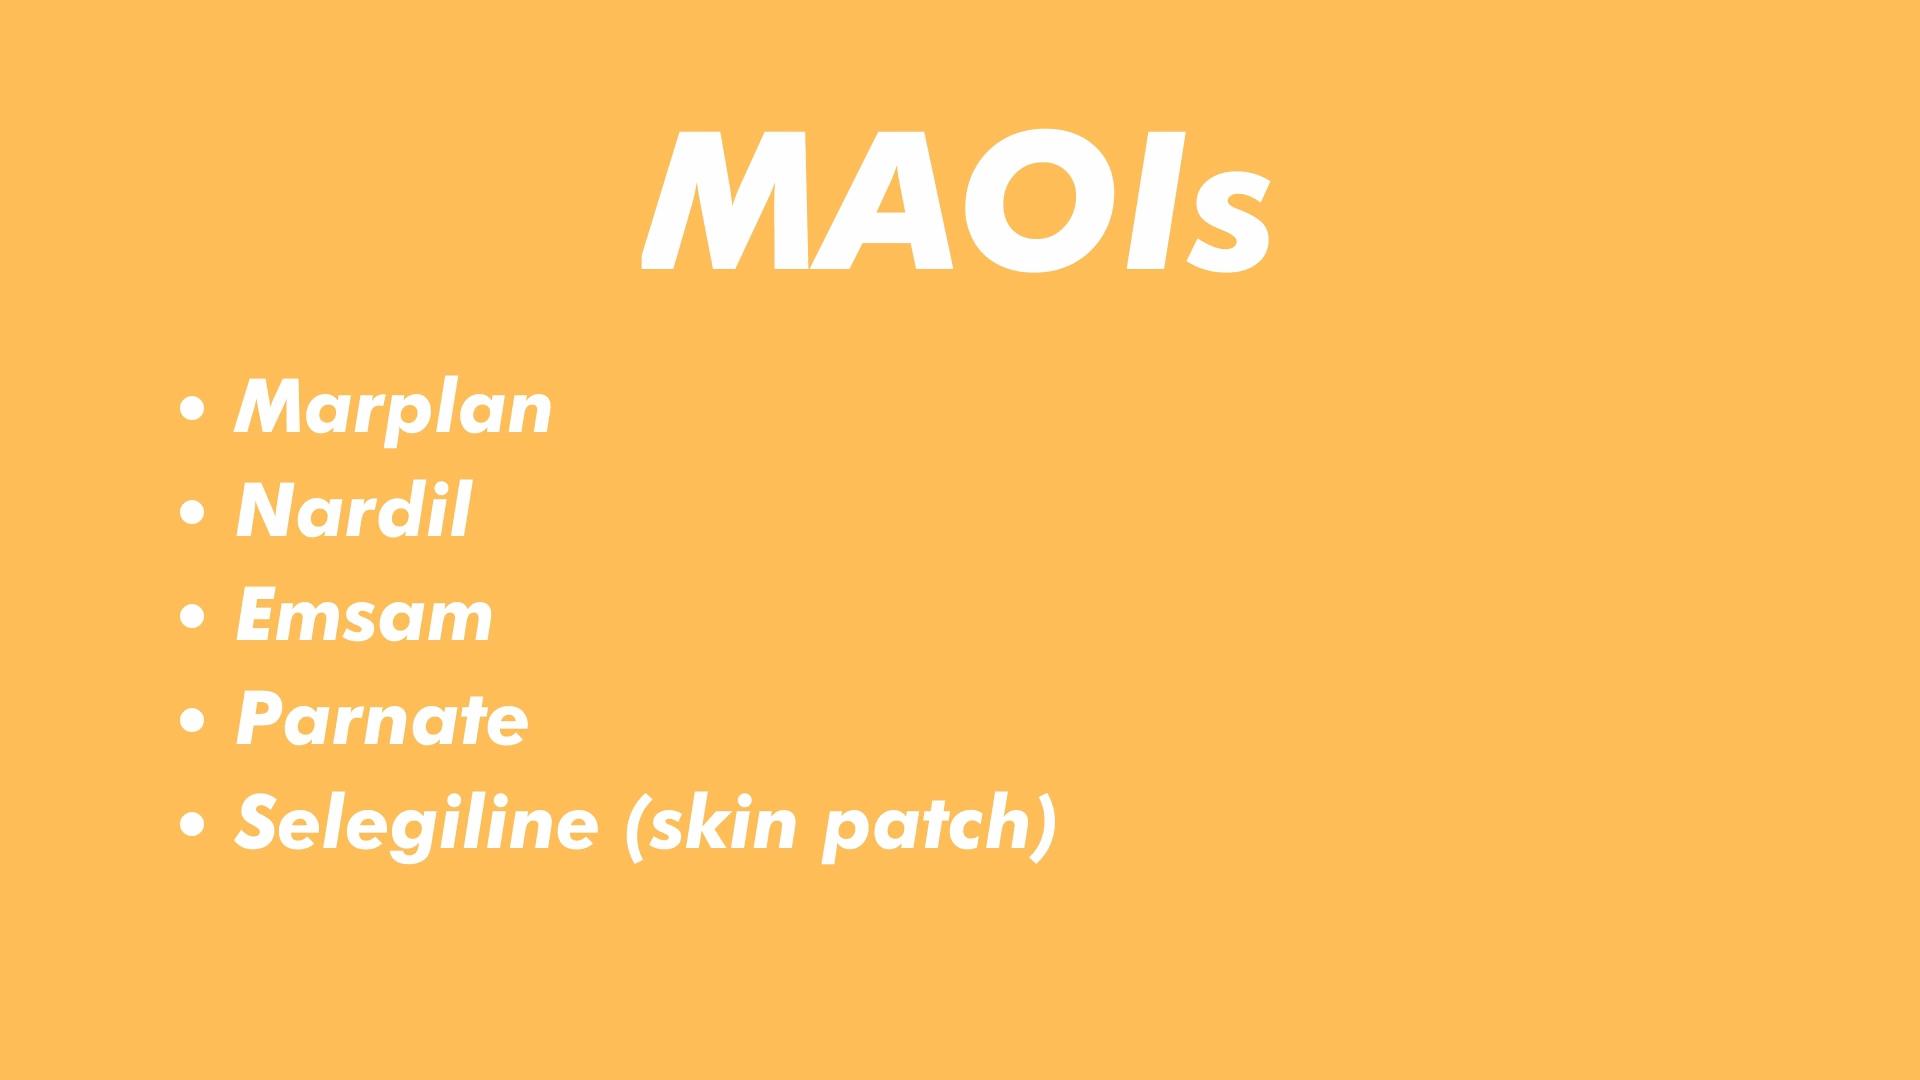 MAOIs
• Marplan
• Nardil
• Emsam
• Parnate
• Selegiline (skin patch)